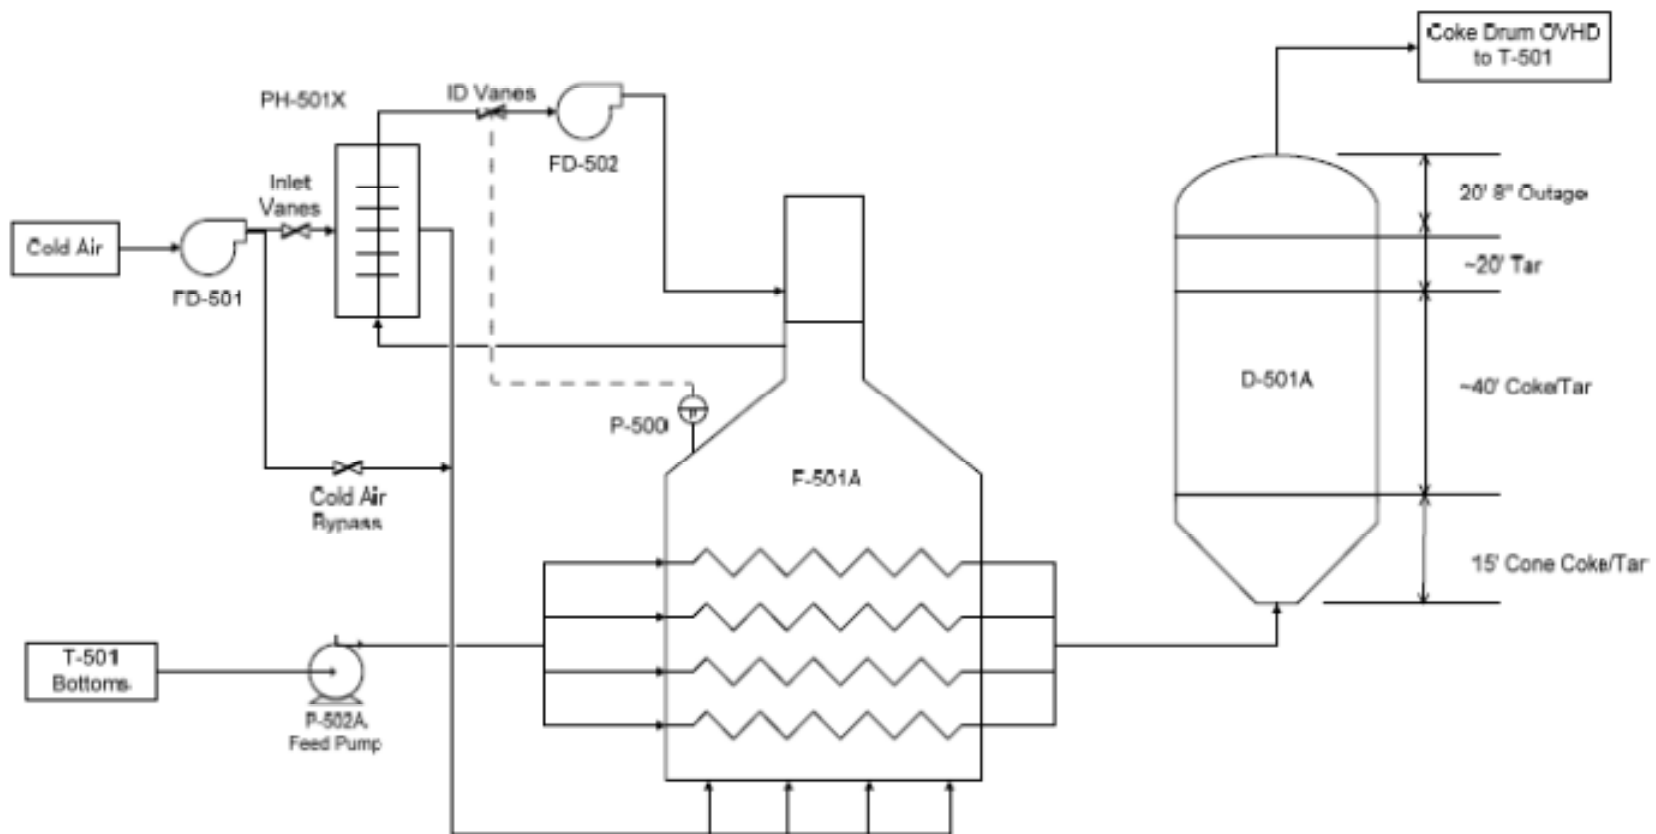 Coke Drum OVHD
to T-501
PH-501X
ID Vanes
FD-502
Inlet
Vanes
Cold Air
FD-501
20' 8" Outage
~20' Tar
D-501A
~40' Coke/Tar
P-500
F-501A
Cold Air
Bypass
15' Cone Coke/Tar
T-501
Bottoms
P-502A
Feed Pump